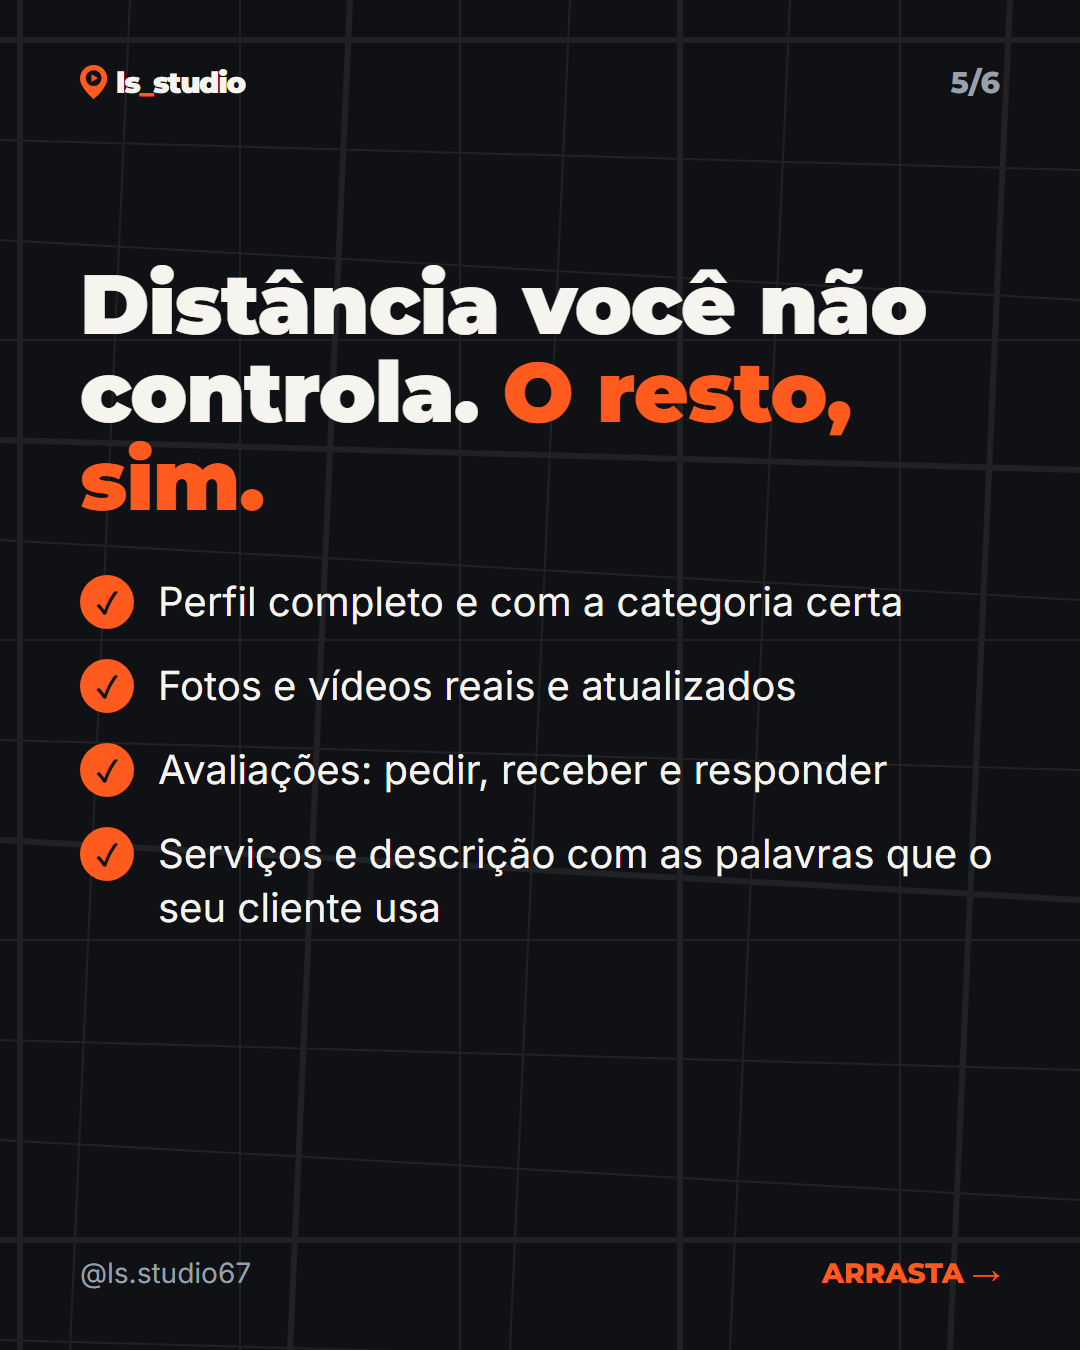 ls_studio
5/6
Distância você não
controla. O resto,
sim.
✓ Perfil completo e com a categoria certa
✓ Fotos e vídeos reais e atualizados
✓ Avaliações: pedir, receber e responder
✓ Serviços e descrição com as palavras que o
seu cliente usa
@ls.studio67
ARRASTA →